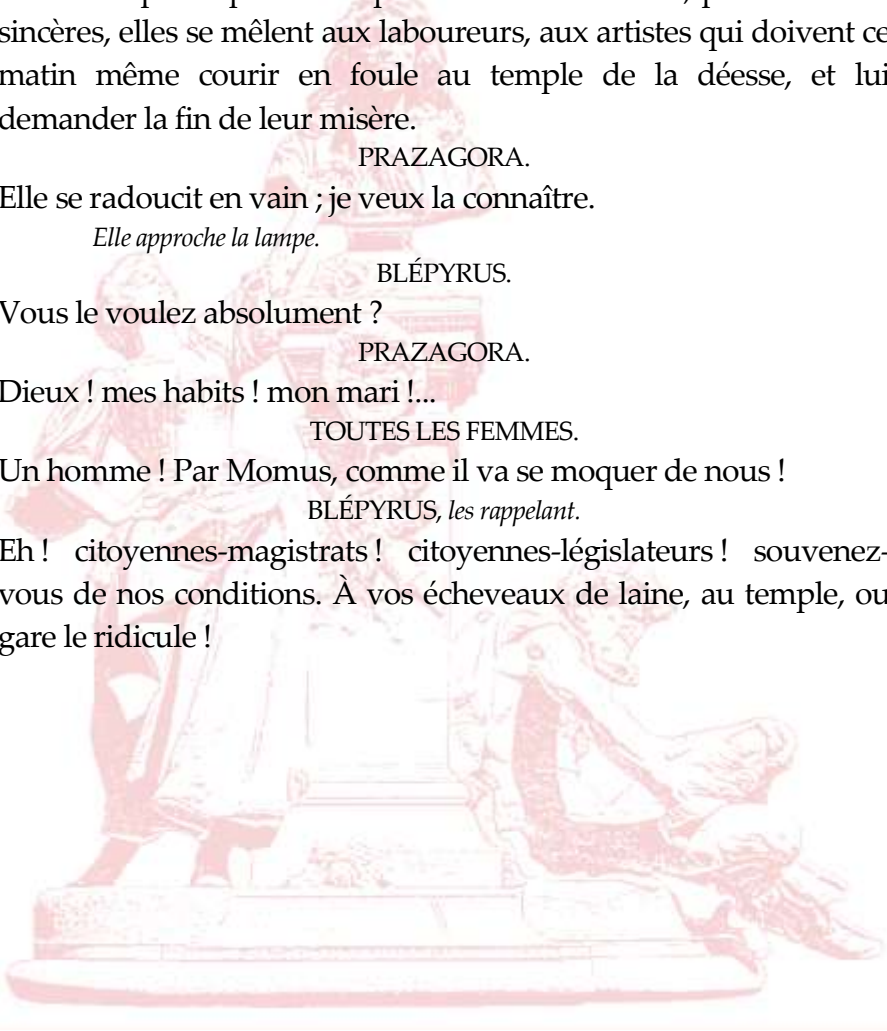 sincères, elles se mêlent aux laboureurs, aux artistes qui doivent ce
matin même courir en foule au temple de la déesse, et lui
demander la fin de leur misère.
PRAZAGORA.
Elle se radoucit en vain ; je veux la connaître.
Elle approche la lampe.
BLÉPYRUS.
Vous le voulez absolument ?
PRAZAGORA.
Dieux ! mes habits ! mon mari !...
TOUTES LES FEMMES.
Un homme ! Par Momus, comme il va se moquer de nous !
BLÉPYRUS, les rappelant.
Eh ! citoyennes-magistrats ! citoyennes-législateurs ! souvenez-
vous de nos conditions. À vos écheveaux de laine, au temple, ou
gare le ridicule !